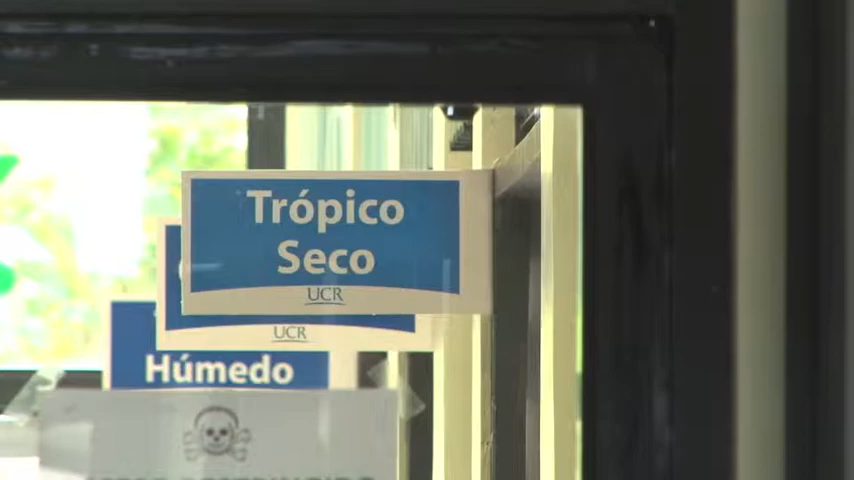 Trópico
Seco
UCR
UCR
Húmedo